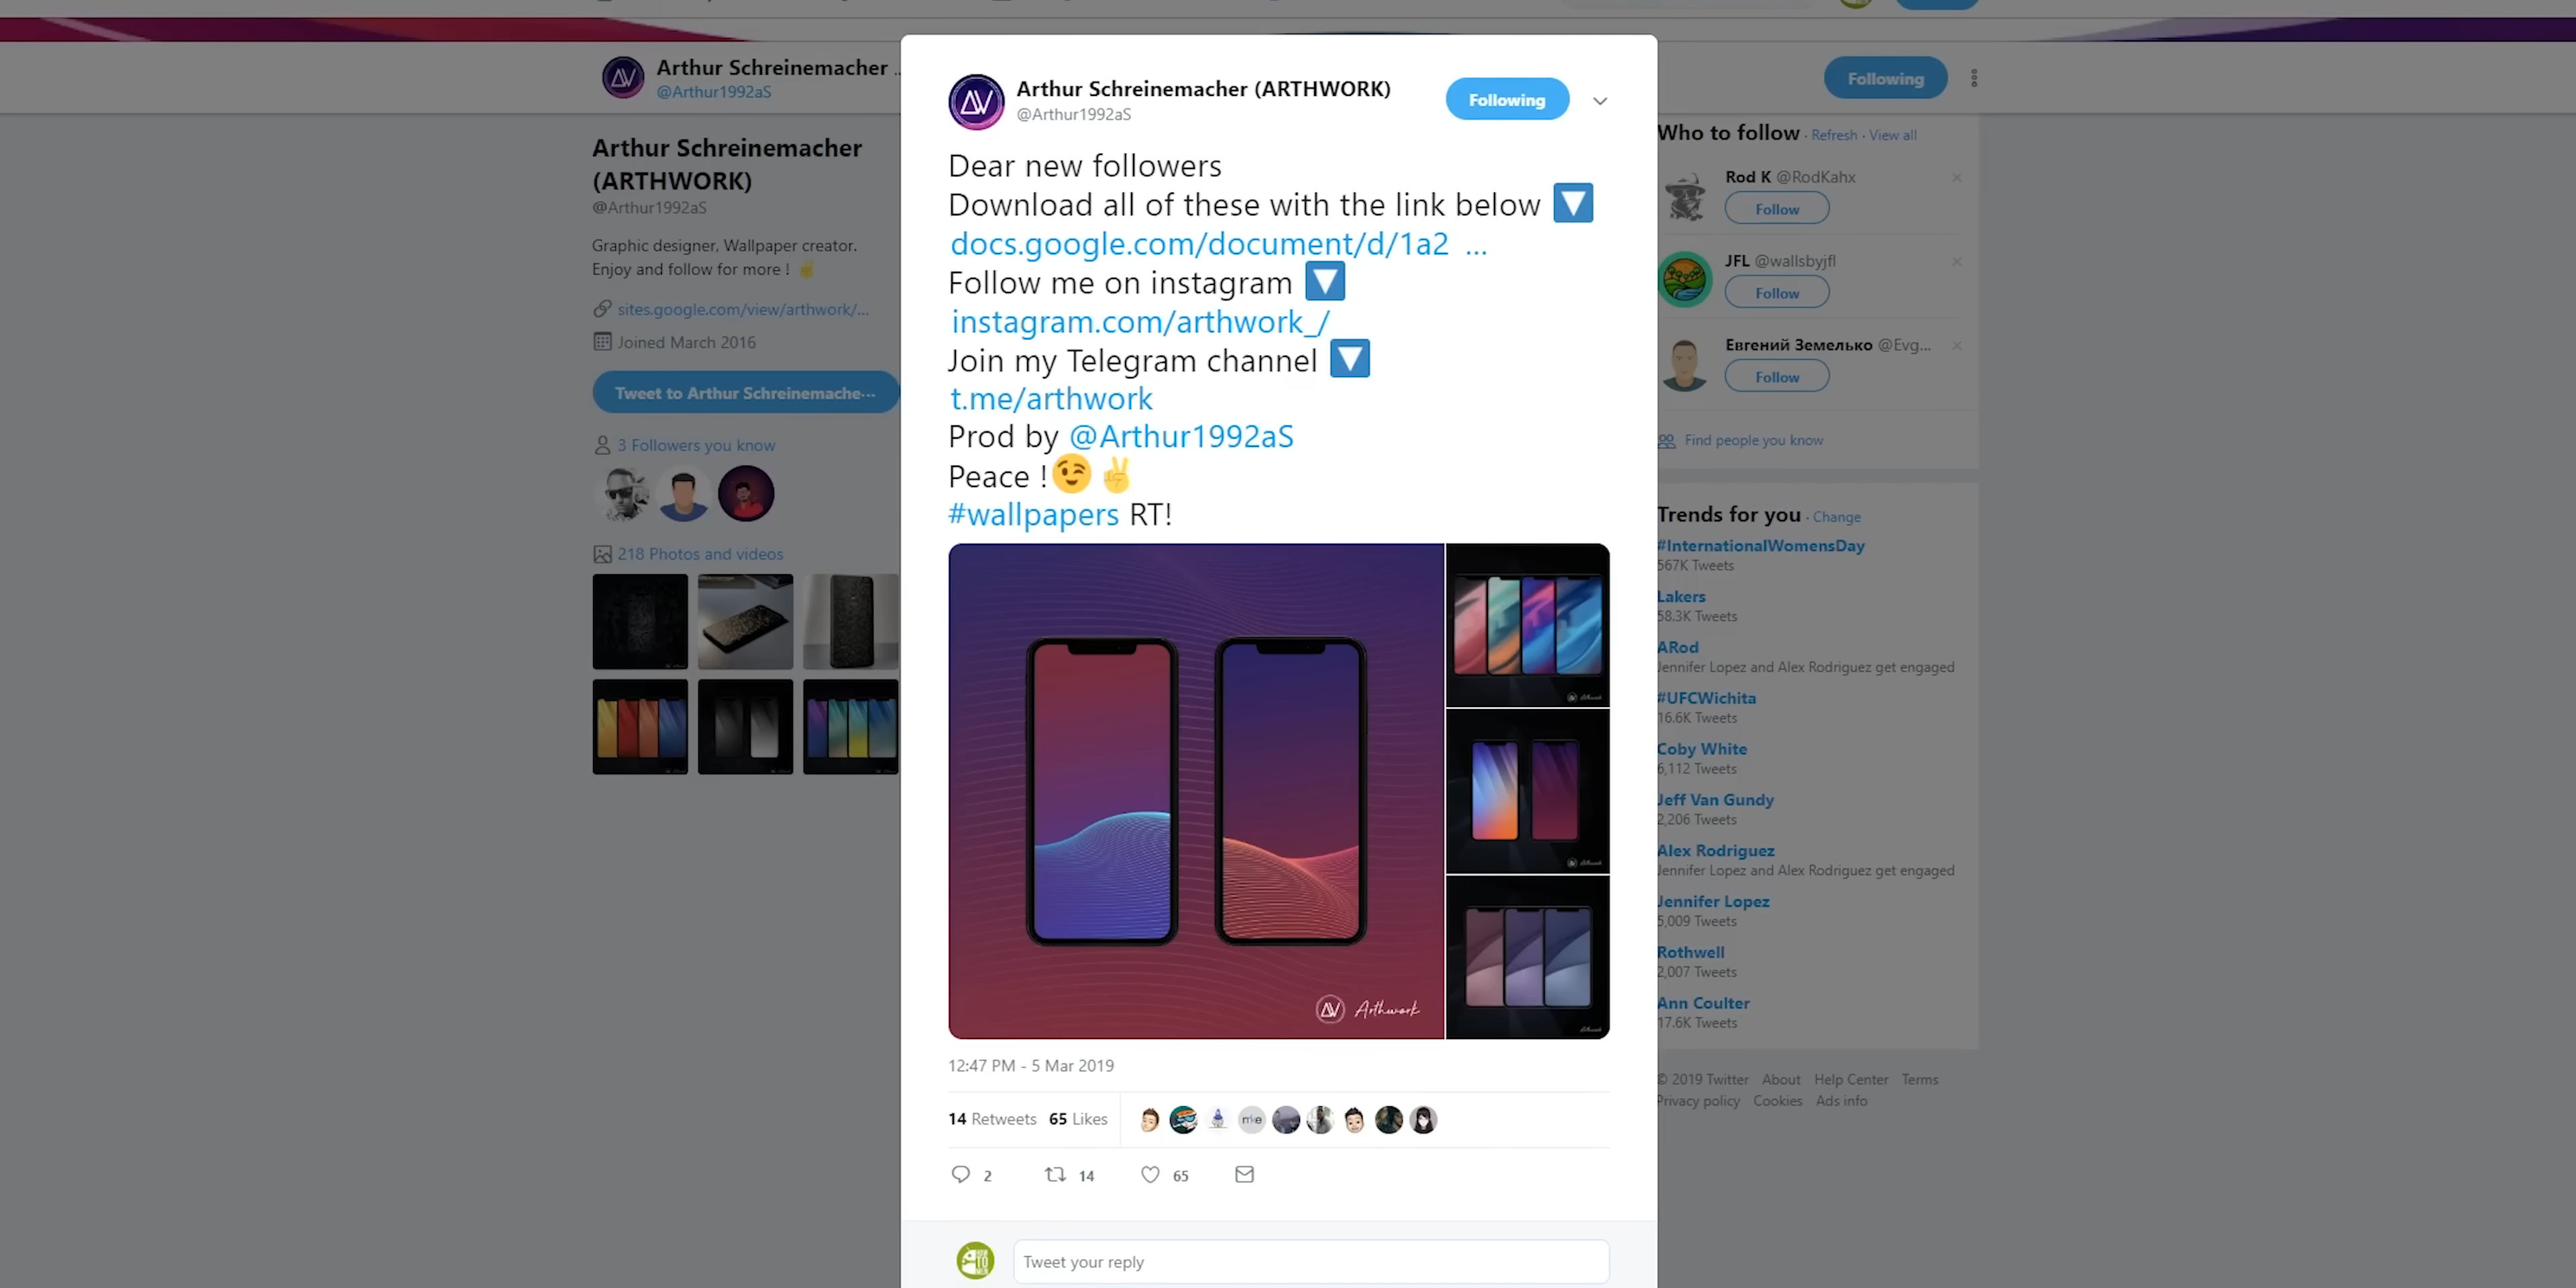 Arthur Schreinemacher ...
@Arthur1992aS
Following
Arthur Schreinemacher
(ARTHWORK)
@Arthur1992aS
Graphic designer, Wallpaper creator.
Enjoy and follow for more ! ✌
sites.google.com/view/arthwork/...
Joined March 2016
Tweet to Arthur Schreinemache...
3 Followers you know
218 Photos and videos
Arthur Schreinemacher (ARTHWORK)
@Arthur1992aS
Following
Dear new followers
Download all of these with the link below 🔽
docs.google.com/document/d/1a2 ...
Follow me on instagram 🔽
instagram.com/arthwork_/
Join my Telegram channel 🔽
t.me/arthwork
Prod by @Arthur1992aS
Peace !😉✌
#wallpapers RT!
Arthwork
12:47 PM - 5 Mar 2019
14 Retweets 65 Likes
mke
2 14 65
HOW TO MEN
Tweet your reply
Who to follow · Refresh · View all
Rod K @RodKahx
Follow
JFL @wallsbyjfl
Follow
Евгений Земелько @Evg...
Follow
Find people you know
Trends for you · Change
#InternationalWomensDay
567K Tweets
Lakers
58.3K Tweets
ARod
Jennifer Lopez and Alex Rodriguez get engaged
#UFCWichita
16.6K Tweets
Coby White
6,112 Tweets
Jeff Van Gundy
2,206 Tweets
Alex Rodriguez
Jennifer Lopez and Alex Rodriguez get engaged
Jennifer Lopez
5,009 Tweets
Rothwell
2,007 Tweets
Ann Coulter
17.6K Tweets
© 2019 Twitter About Help Center Terms
Privacy policy Cookies Ads info